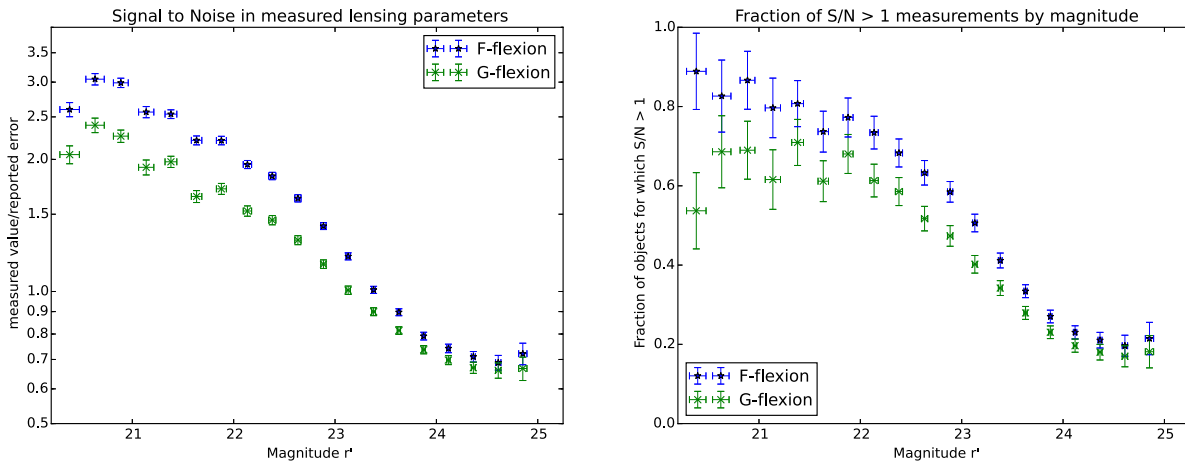 Signal to Noise in measured lensing parameters
measured value/reported error
3.5
3.0
2.5
2.0
1.5
1.0
0.9
0.8
0.7
0.6
0.5
F-flexion
G-flexion
21
22
23
24
25
Magnitude r'
Fraction of S/N > 1 measurements by magnitude
Fraction of objects for which S/N > 1
1.0
0.8
0.6
0.4
0.2
0.0
F-flexion
G-flexion
21
22
23
24
25
Magnitude r'